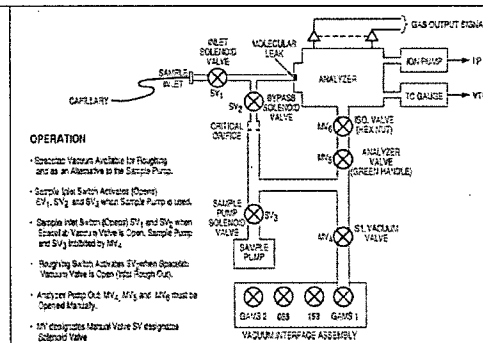 GAS OUTPUT SIGNAL
INLET
SOLENOID
VALVE
MOLECULAR
LEAK
ANALYZER
ION PUMP
TC GAUGE
SAMPLE
INLET
SV1
CAPILLARY
SV2
BYPASS
SOLENOID
VALVE
CRITICAL
ORIFICE
MV6
ISO. VALVE
(HEX NUT)
MV5
ANALYZER
VALVE
(GREEN HANDLE)
OPERATION
• Spacelab Vacuum Available for Roughing
and as an Alternative to the Sample Pump.
• Sample Inlet Switch Activates (Opens)
SV1, SV2 and SV3 when Sample Pump is used.
• Sample Inlet Switch (Opens) SV1 and SV2 when
Spacelab Vacuum Valve is Open, Sample Pump
and SV3 Inhibited by MV4
• Roughing Switch Activates SV2 when Spacelab
Vacuum Valve is Open (Inlet Rough Out).
• Analyzer Pump Out: MV4, MV5 and MV6 must be
Opened Manually.
• MV designates Manual Valve SV designates
Solenoid Valve
SAMPLE
PUMP
SOLENOID
VALVE
SV3
SAMPLE
PUMP
MV4
VACUUM
VALVE
GAMS 2
GAMS 1
VACUUM INTERFACE ASSEMBLY